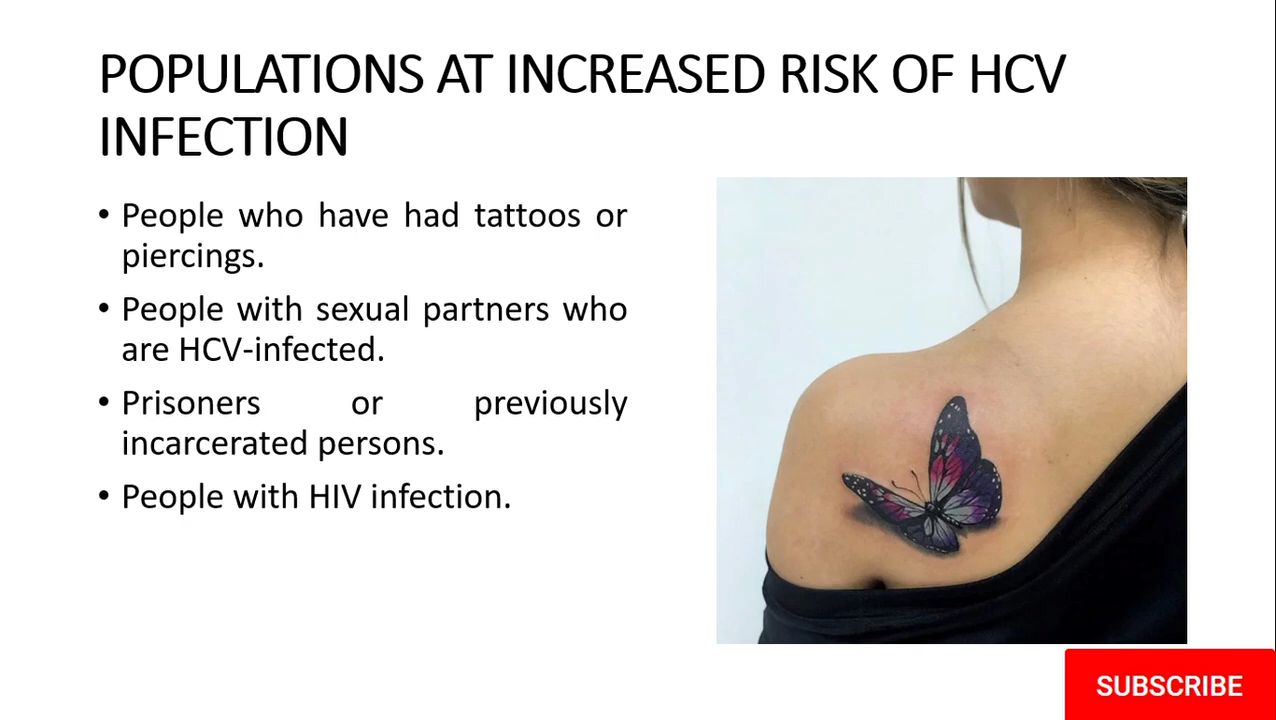 POPULATIONS AT INCREASED RISK OF HCV
INFECTION
• People who have had tattoos or
piercings.
• People with sexual partners who
are HCV-infected.
• Prisoners or previously
incarcerated persons.
• People with HIV infection.
SUBSCRIBE